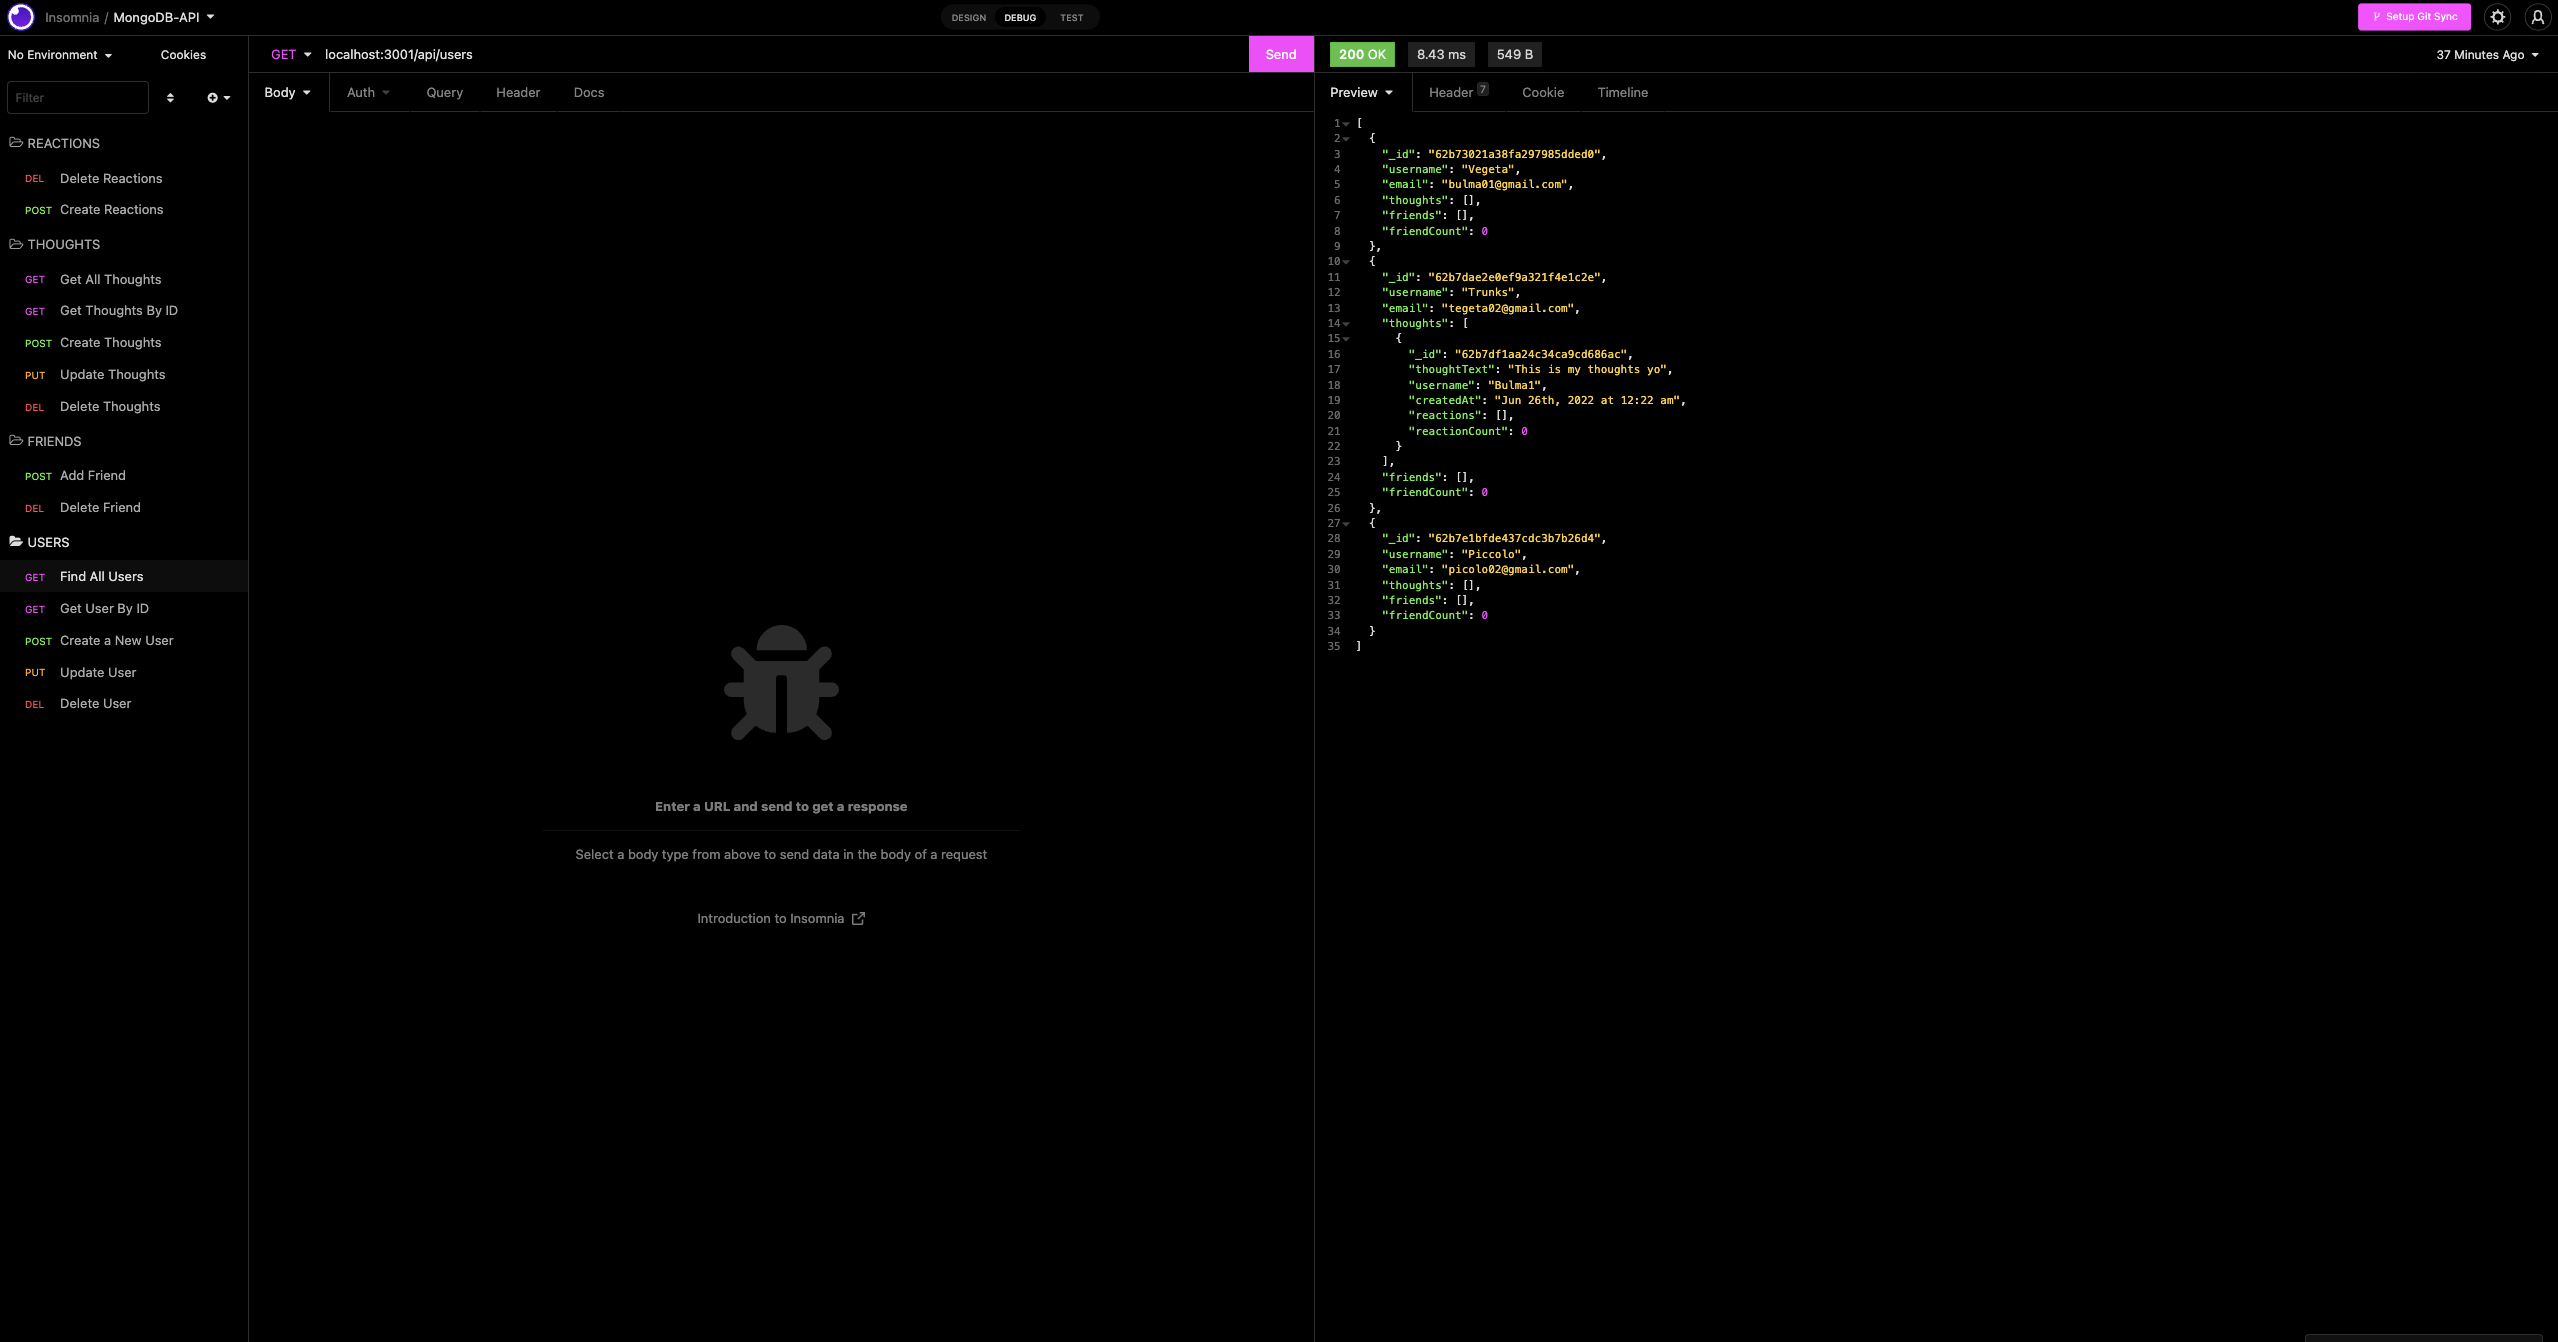 Insomnia / MongoDB-API
DESIGN DEBUG TEST
Setup Git Sync
No Environment Cookies
GET localhost:3001/api/users Send
200 OK 8.43 ms 549 B 37 Minutes Ago
Filter
Body Auth Query Header Docs
Preview Header 7 Cookie Timeline
REACTIONS
DEL Delete Reactions
POST Create Reactions
THOUGHTS
GET Get All Thoughts
GET Get Thoughts By ID
POST Create Thoughts
PUT Update Thoughts
DEL Delete Thoughts
FRIENDS
POST Add Friend
DEL Delete Friend
USERS
GET Find All Users
GET Get User By ID
POST Create a New User
PUT Update User
DEL Delete User
Enter a URL and send to get a response
Select a body type from above to send data in the body of a request
Introduction to Insomnia
1 [
2 {
3 "_id": "62b73021a38fa297985dded0",
4 "username": "Vegeta",
5 "email": "bulma01@gmail.com",
6 "thoughts": [],
7 "friends": [],
8 "friendCount": 0
9 },
10 {
11 "_id": "62b7dae2e0ef9a321f4e1c2e",
12 "username": "Trunks",
13 "email": "tegeta02@gmail.com",
14 "thoughts": [
15 {
16 "_id": "62b7df1aa24c34ca9cd686ac",
17 "thoughtText": "This is my thoughts yo",
18 "username": "Bulma1",
19 "createdAt": "Jun 26th, 2022 at 12:22 am",
20 "reactions": [],
21 "reactionCount": 0
22 }
23 ],
24 "friends": [],
25 "friendCount": 0
26 },
27 {
28 "_id": "62b7e1bfde437cdc3b7b26d4",
29 "username": "Piccolo",
30 "email": "picolo02@gmail.com",
31 "thoughts": [],
32 "friends": [],
33 "friendCount": 0
34 }
35 ]